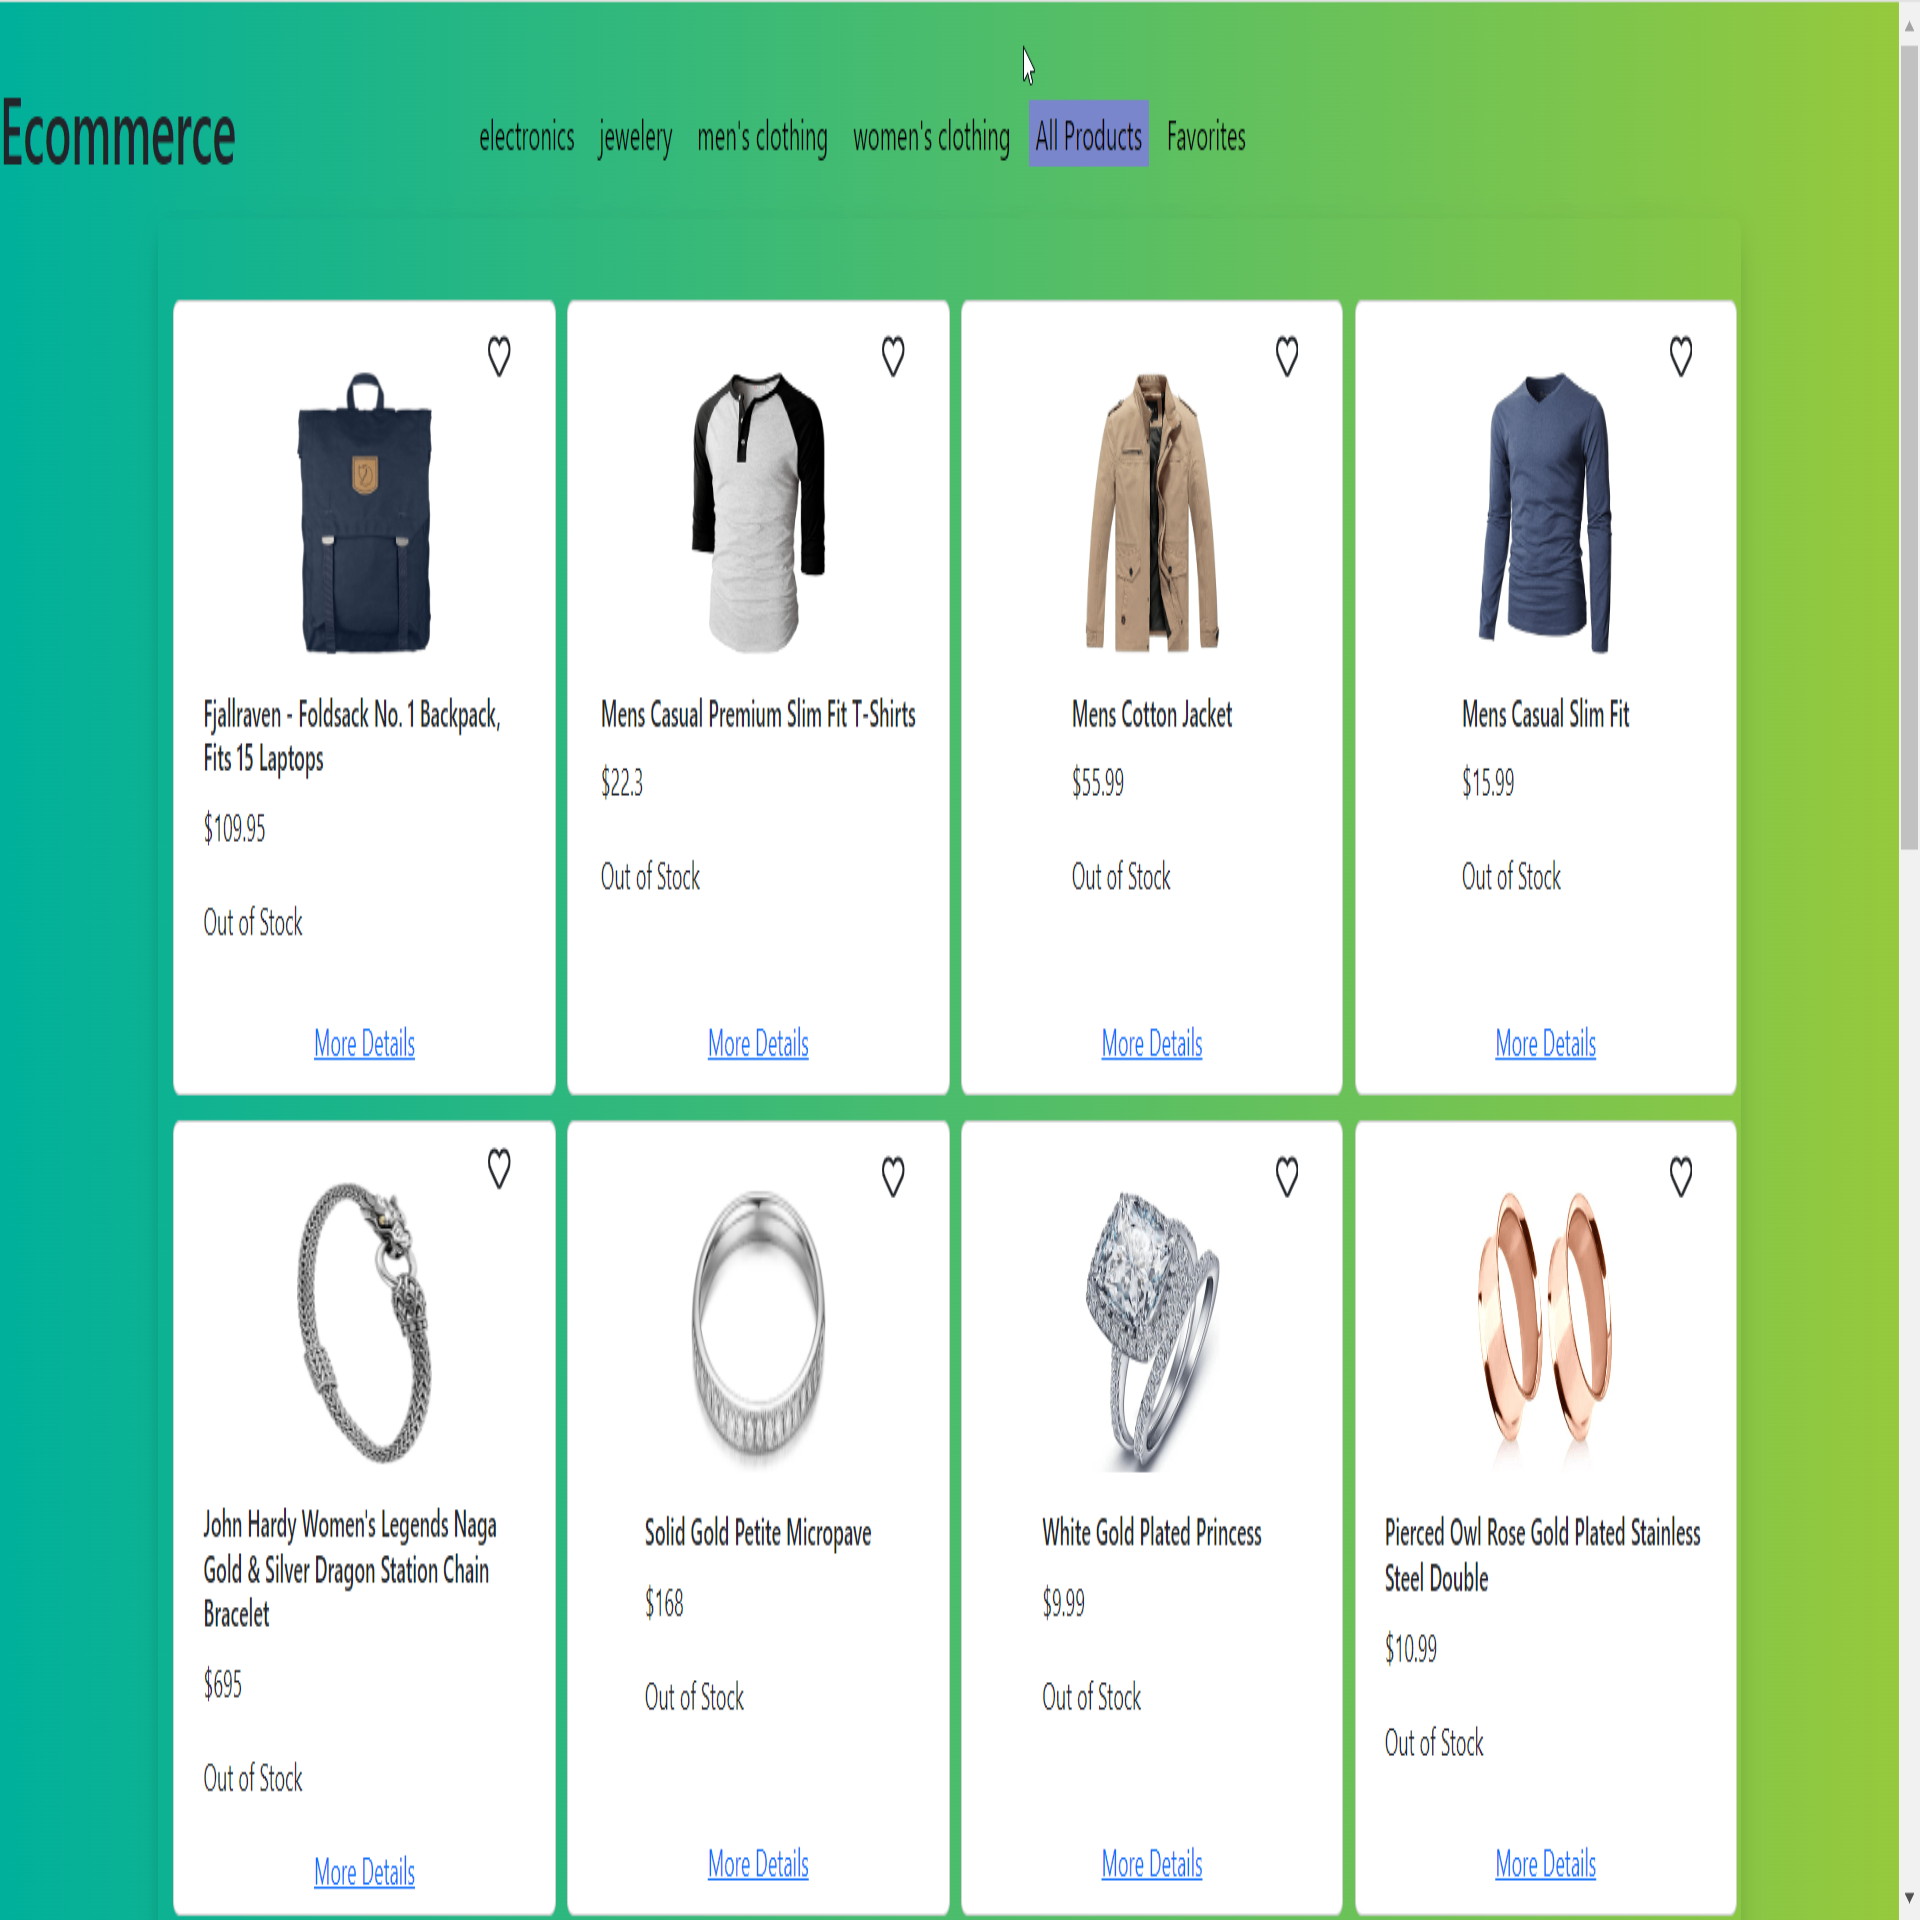 Ecommerce
electronics jewelery men's clothing women's clothing All Products Favorites
Fjallraven - Foldsack No. 1 Backpack,
Fits 15 Laptops
$109.95
Out of Stock
More Details
Mens Casual Premium Slim Fit T-Shirts
$22.3
Out of Stock
More Details
Mens Cotton Jacket
$55.99
Out of Stock
More Details
Mens Casual Slim Fit
$15.99
Out of Stock
More Details
John Hardy Women's Legends Naga
Gold & Silver Dragon Station Chain
Bracelet
$695
Out of Stock
More Details
Solid Gold Petite Micropave
$168
Out of Stock
More Details
White Gold Plated Princess
$9.99
Out of Stock
More Details
Pierced Owl Rose Gold Plated Stainless
Steel Double
$10.99
Out of Stock
More Details